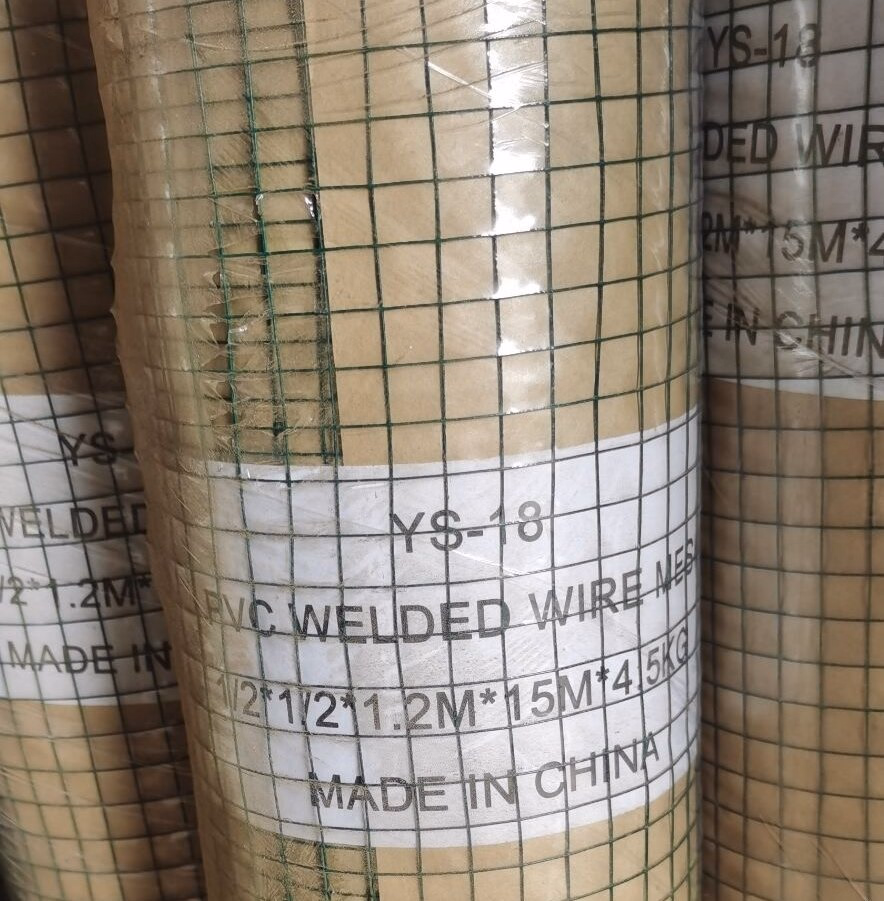 YS-18
PVC WELDED WIRE MES
1/2*1/2*1.2M*15M*4.5KG
MADE IN CHINA
YS-
WELDED
/2*1.2M*
MADE IN
YS-18
DED WIR
2M*15M*4
E IN CHIN